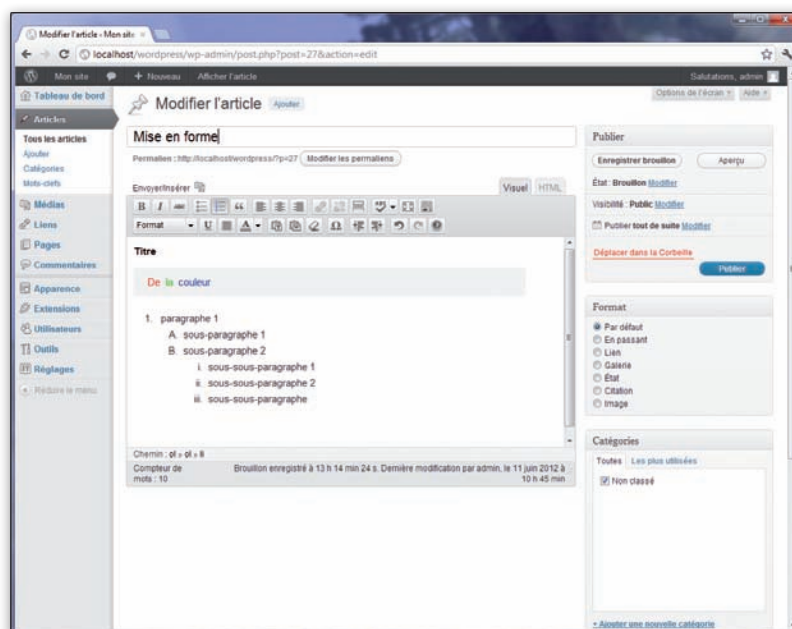 Modifier l'article ‹ Mon site
localhost/wordpress/wp-admin/post.php?post=27&action=edit
Mon site + Nouveau Afficher l'article Salutations, admin
Options de l'écran Aide
Tableau de bord
Articles
Tous les articles
Ajouter
Catégories
Mots-clefs
Médias
Liens
Pages
Commentaires
Apparence
Extensions
Utilisateurs
Outils
Réglages
Réduire le menu
Modifier l'article Ajouter
Mise en forme
Permalien : http://localhost/wordpress/?p=27 Modifier les permaliens
Envoyer/Insérer Visuel HTML
B I ABC
Format U A Ω
Titre
De la couleur
1. paragraphe 1
A. sous-paragraphe 1
B. sous-paragraphe 2
i. sous-sous-paragraphe 1
ii. sous-sous-paragraphe 2
iii. sous-sous-paragraphe
Chemin : ol » ol » li
Compteur de mots : 10
Brouillon enregistré à 13 h 14 min 24 s. Dernière modification par admin, le 11 juin 2012 à
10 h 45 min
Publier
Enregistrer brouillon Aperçu
État : Brouillon Modifier
Visibilité : Public Modifier
Publier tout de suite Modifier
Déplacer dans la Corbeille
Publier
Format
Par défaut
En passant
Lien
Galerie
État
Citation
Image
Catégories
Toutes Les plus utilisées
Non classé
+ Ajouter une nouvelle catégorie